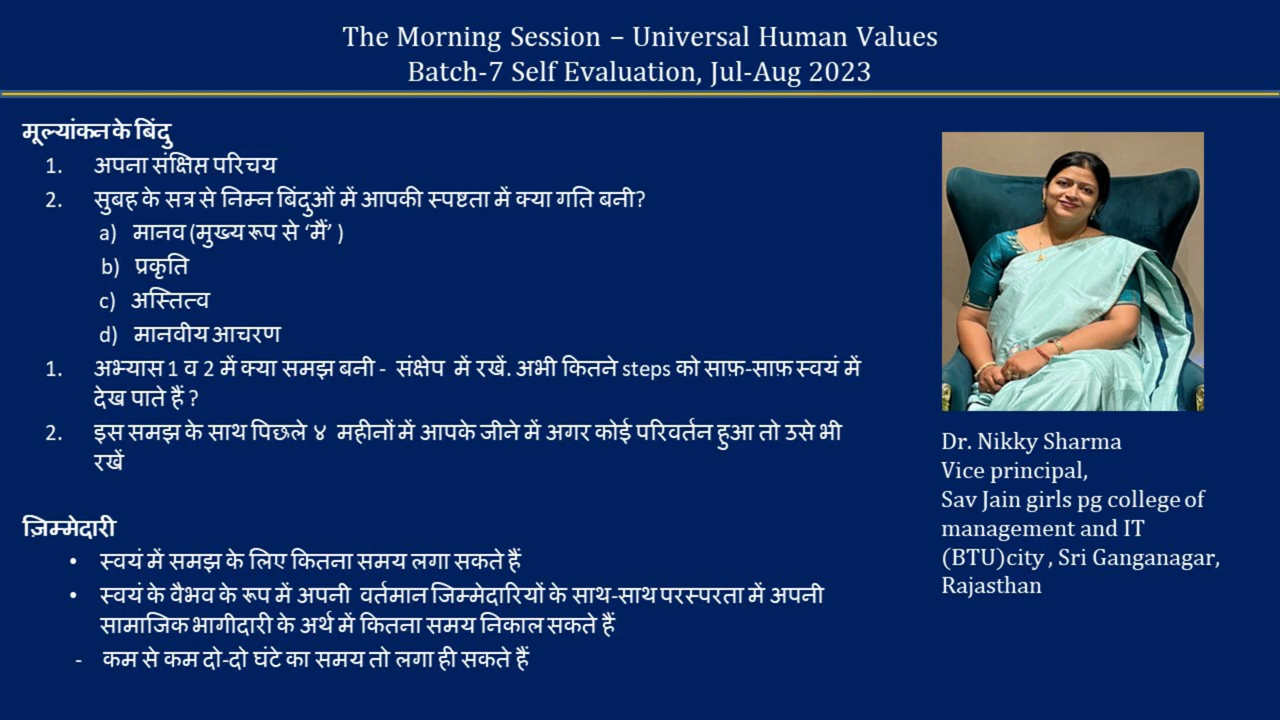 The Morning Session – Universal Human Values
Batch-7 Self Evaluation, Jul-Aug 2023
मूल्यांकन के बिंदु
1. अपना संक्षिप्त परिचय
2. सुबह के सत्र से निम्न बिंदुओं में आपकी स्पष्टता में क्या गति बनी?
a) मानव (मुख्य रूप से ‘मैं’ )
b) प्रकृति
c) अस्तित्व
d) मानवीय आचरण
1. अभ्यास 1 व 2 में क्या समझ बनी - संक्षेप में रखें. अभी कितने steps को साफ़-साफ़ स्वयं में
देख पाते हैं ?
2. इस समझ के साथ पिछले ४ महीनों में आपके जीने में अगर कोई परिवर्तन हुआ तो उसे भी
रखें
ज़िम्मेदारी
• स्वयं में समझ के लिए कितना समय लगा सकते हैं
• स्वयं के वैभव के रूप में अपनी वर्तमान जिम्मेदारियों के साथ-साथ परस्परता में अपनी
सामाजिक भागीदारी के अर्थ में कितना समय निकाल सकते हैं
- कम से कम दो-दो घंटे का समय तो लगा ही सकते हैं
Dr. Nikky Sharma
Vice principal,
Sav Jain girls pg college of
management and IT
(BTU)city , Sri Ganganagar,
Rajasthan